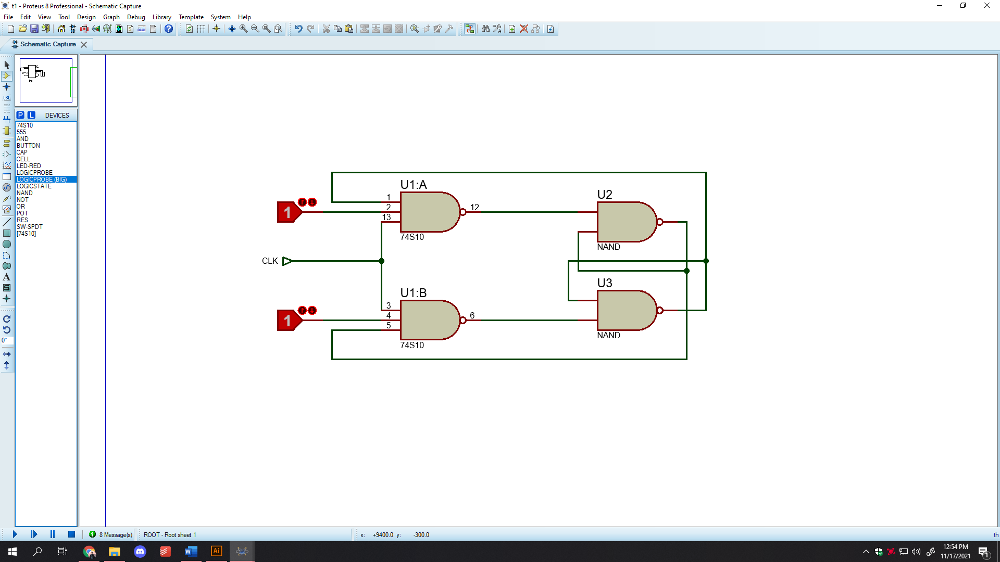 t1 - Proteus 8 Professional - Schematic Capture
File Edit View Tool Design Graph Debug Library Template System Help
Schematic Capture
P L DEVICES
74S10
555
AND
BUTTON
CAP
CELL
LED-RED
LOGICPROBE
LOGICPROBE (BIG)
LOGICSTATE
NAND
NOT
OR
POT
RES
SW-SPDT
[74S10]
LBL
A
S
0°
U1:A
1
2
13
12
74S10
1
U2
NAND
CLK
U1:B
3
4
5
6
74S10
1
U3
NAND
8 Message(s)
ROOT - Root sheet 1
x: +9400.0 y: -300.0
th
Ai
12:54 PM
11/17/2021
1